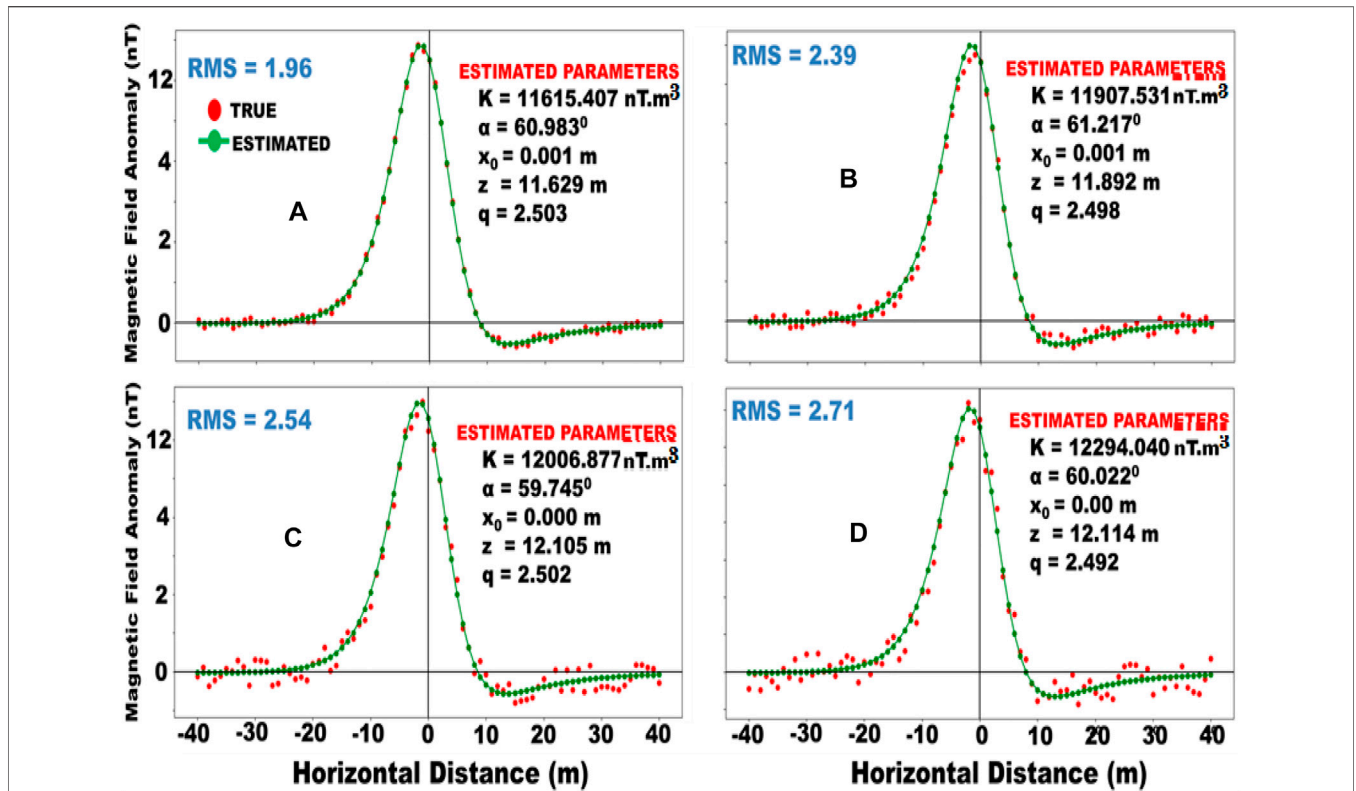 Magnetic Field Anomaly (nT)
12
4
2
0
RMS = 1.96
TRUE
ESTIMATED
A
ESTIMATED PARAMETERS
K = 11615.407 nT.m³
α = 60.983⁰
x₀ = 0.001 m
z = 11.629 m
q = 2.503
RMS = 2.39
B
ESTIMATED PARAMETERS
K = 11907.531 nT.m³
α = 61.217⁰
x₀ = 0.001 m
z = 11.892 m
q = 2.498
Magnetic Field Anomaly (nT)
12
4
2
0
RMS = 2.54
C
ESTIMATED PARAMETERS
K = 12006.877 nT.m³
α = 59.745⁰
x₀ = 0.000 m
z = 12.105 m
q = 2.502
-40 -30 -20 -10 0 10 20 30 40
Horizontal Distance (m)
RMS = 2.71
D
ESTIMATED PARAMETERS
K = 12294.040 nT.m³
α = 60.022⁰
x₀ = 0.00 m
z = 12.114 m
q = 2.492
-40 -30 -20 -10 0 10 20 30 40
Horizontal Distance (m)